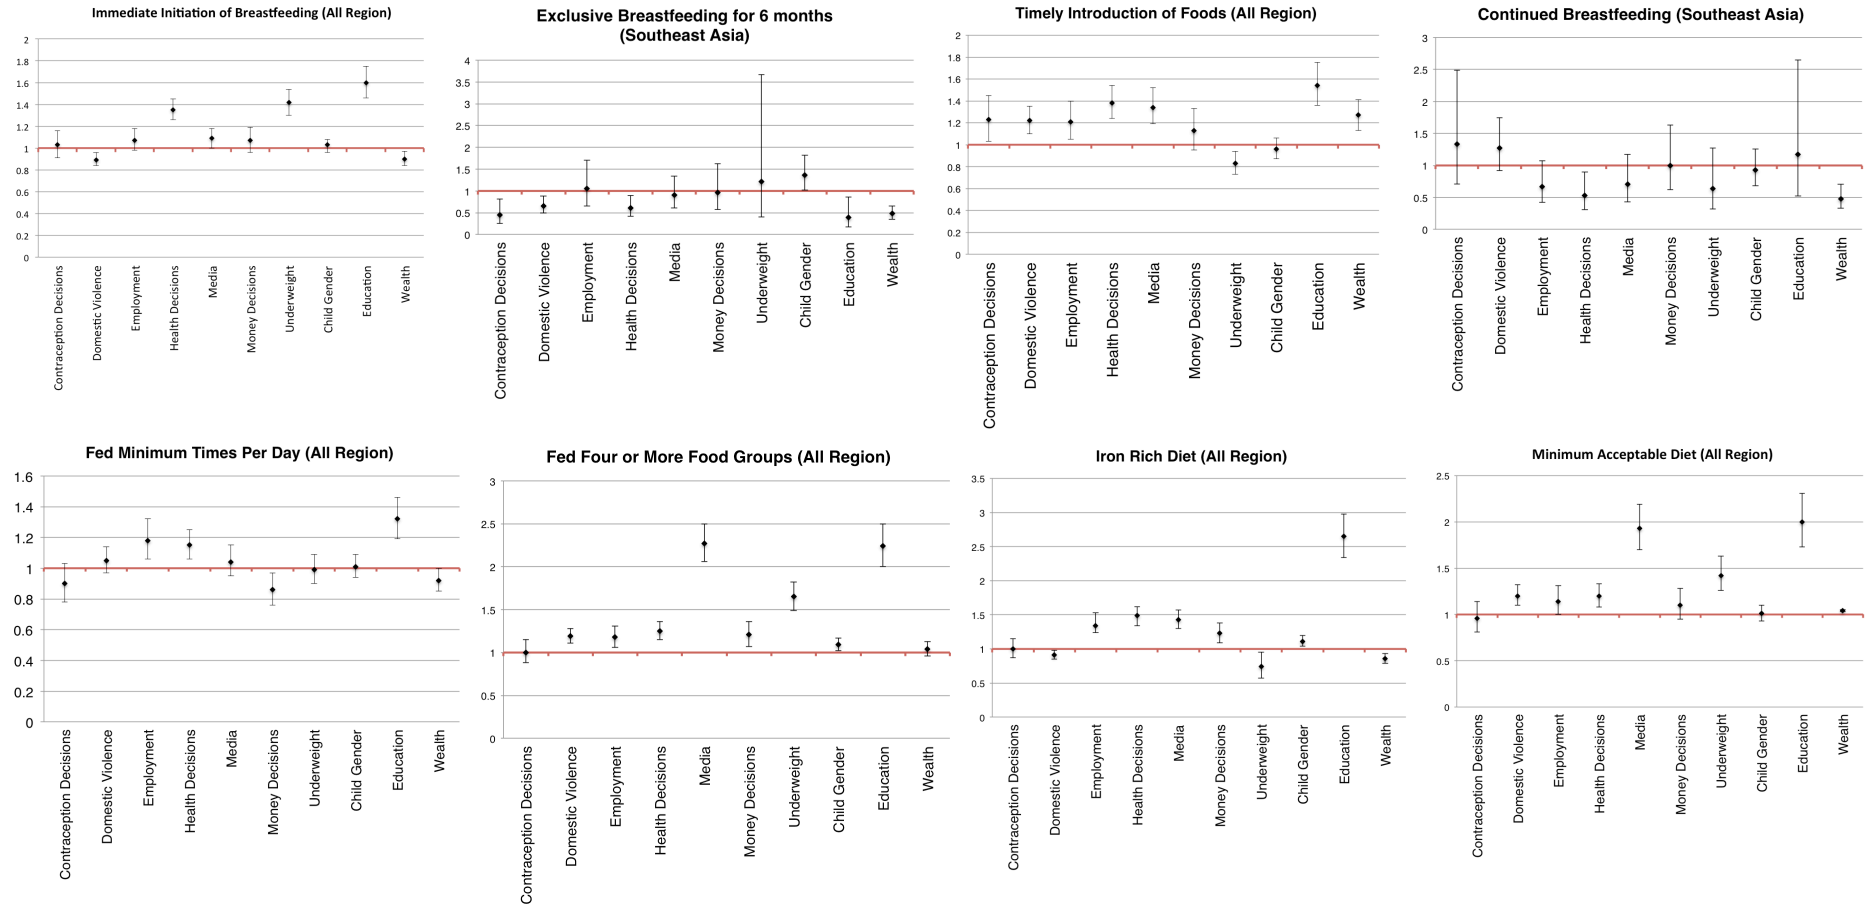 Immediate Initiation of Breastfeeding (All Region)
2
1.8
1.6
1.4
1.2
1
0.8
0.6
0.4
0.2
0
Contraception Decisions
Domestic Violence
Employment
Health Decisions
Media
Money Decisions
Underweight
Child Gender
Education
Wealth
Exclusive Breastfeeding for 6 months
(Southeast Asia)
4
3.5
3
2.5
2
1.5
1
0.5
0
Contraception Decisions
Domestic Violence
Employment
Health Decisions
Media
Money Decisions
Underweight
Child Gender
Education
Wealth
Timely Introduction of Foods (All Region)
2
1.8
1.6
1.4
1.2
1
0.8
0.6
0.4
0.2
0
Contraception Decisions
Domestic Violence
Employment
Health Decisions
Media
Money Decisions
Underweight
Child Gender
Education
Wealth
Continued Breastfeeding (Southeast Asia)
3
2.5
2
1.5
1
0.5
0
Contraception Decisions
Domestic Violence
Employment
Health Decisions
Media
Money Decisions
Underweight
Child Gender
Education
Wealth
Fed Minimum Times Per Day (All Region)
1.6
1.4
1.2
1
0.8
0.6
0.4
0.2
0
Contraception Decisions
Domestic Violence
Employment
Health Decisions
Media
Money Decisions
Underweight
Child Gender
Education
Wealth
Fed Four or More Food Groups (All Region)
3
2.5
2
1.5
1
0.5
0
Contraception Decisions
Domestic Violence
Employment
Health Decisions
Media
Money Decisions
Underweight
Child Gender
Education
Wealth
Iron Rich Diet (All Region)
3.5
3
2.5
2
1.5
1
0.5
0
Contraception Decisions
Domestic Violence
Employment
Health Decisions
Media
Money Decisions
Underweight
Child Gender
Education
Wealth
Minimum Acceptable Diet (All Region)
2.5
2
1.5
1
0.5
0
Contraception Decisions
Domestic Violence
Employment
Health Decisions
Media
Money Decisions
Underweight
Child Gender
Education
Wealth